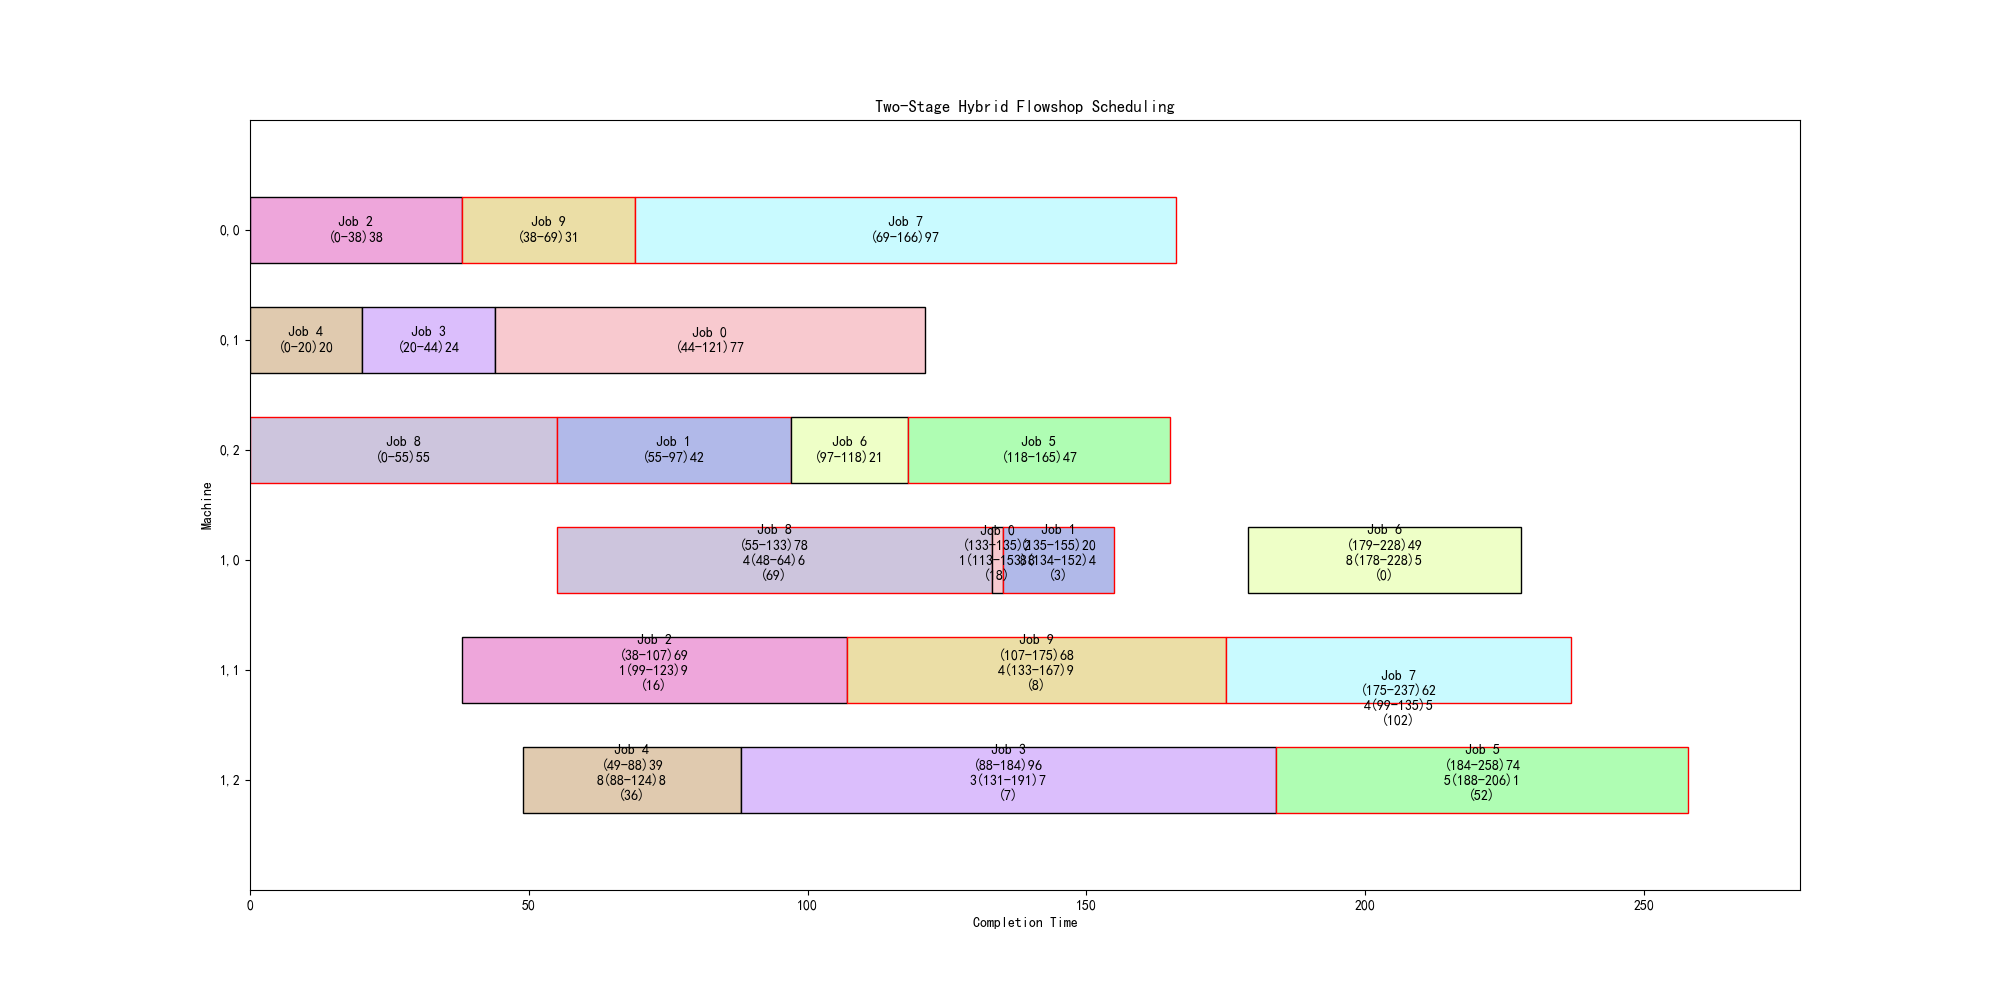 Two-Stage Hybrid Flowshop Scheduling
0,0
Job 2
(0-38)38
Job 9
(38-69)31
Job 7
(69-166)97
0,1
Job 4
(0-20)20
Job 3
(20-44)24
Job 0
(44-121)77
0,2
Job 8
(0-55)55
Job 1
(55-97)42
Job 6
(97-118)21
Job 5
(118-165)47
Machine
1,0
Job 8
(55-133)78
4(48-64)6
(69)
Job 0
(133-135)2
(18)
Job 1
(135-155)20
8(134-152)4
(3)
Job 6
(179-228)49
8(178-228)5
(0)
1,1
Job 2
(38-107)69
1(99-123)9
(16)
Job 9
(107-175)68
4(133-167)9
(8)
Job 7
(175-237)62
4(99-135)5
(102)
1,2
Job 4
(49-88)39
8(88-124)8
(36)
Job 3
(88-184)96
3(131-191)7
(7)
Job 5
(184-258)74
5(188-206)1
(52)
0
50
100
150
200
250
Completion Time